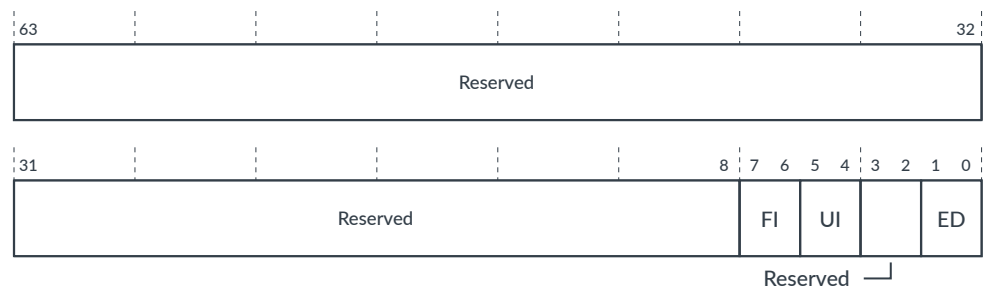 63 32
Reserved
31 8 7 6 5 4 3 2 1 0
Reserved FI UI ED
Reserved